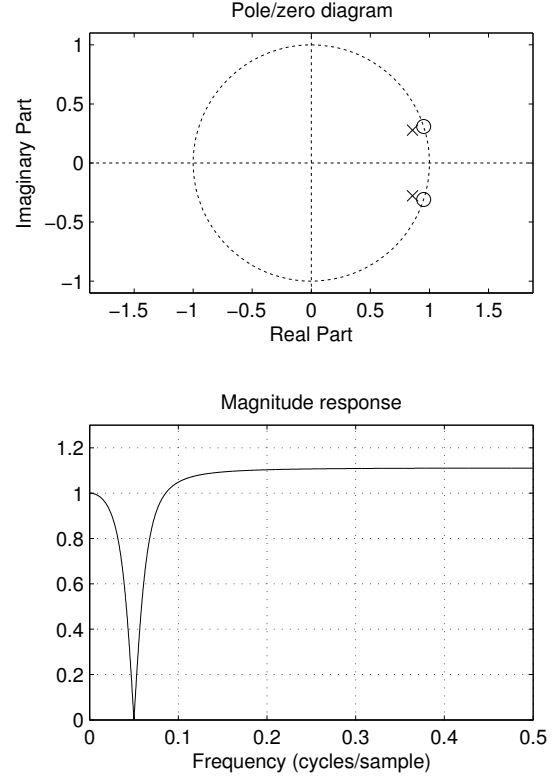 Pole/zero diagram
Imaginary Part
1
0.5
0
−0.5
−1
−1.5 −1 −0.5 0 0.5 1 1.5
Real Part
Magnitude response
1.2
1
0.8
0.6
0.4
0.2
0
0 0.1 0.2 0.3 0.4 0.5
Frequency (cycles/sample)